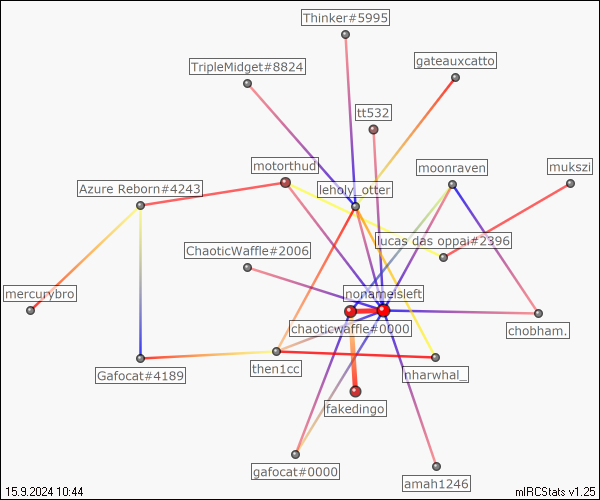 Thinker#5995
gateauxcatto
TripleMidget#8824
tt532
motorthud
moonraven
mukszi
Azure Reborn#4243
leholy_otter
lucas das oppai#2396
ChaoticWaffle#2006
mercurybro
nonameisleft
chaoticwaffle#0000
chobham.
Gafocat#4189
then1cc
nharwhal_
fakedingo
gafocat#0000
amah1246
15.9.2024 10:44
mIRCStats v1.25